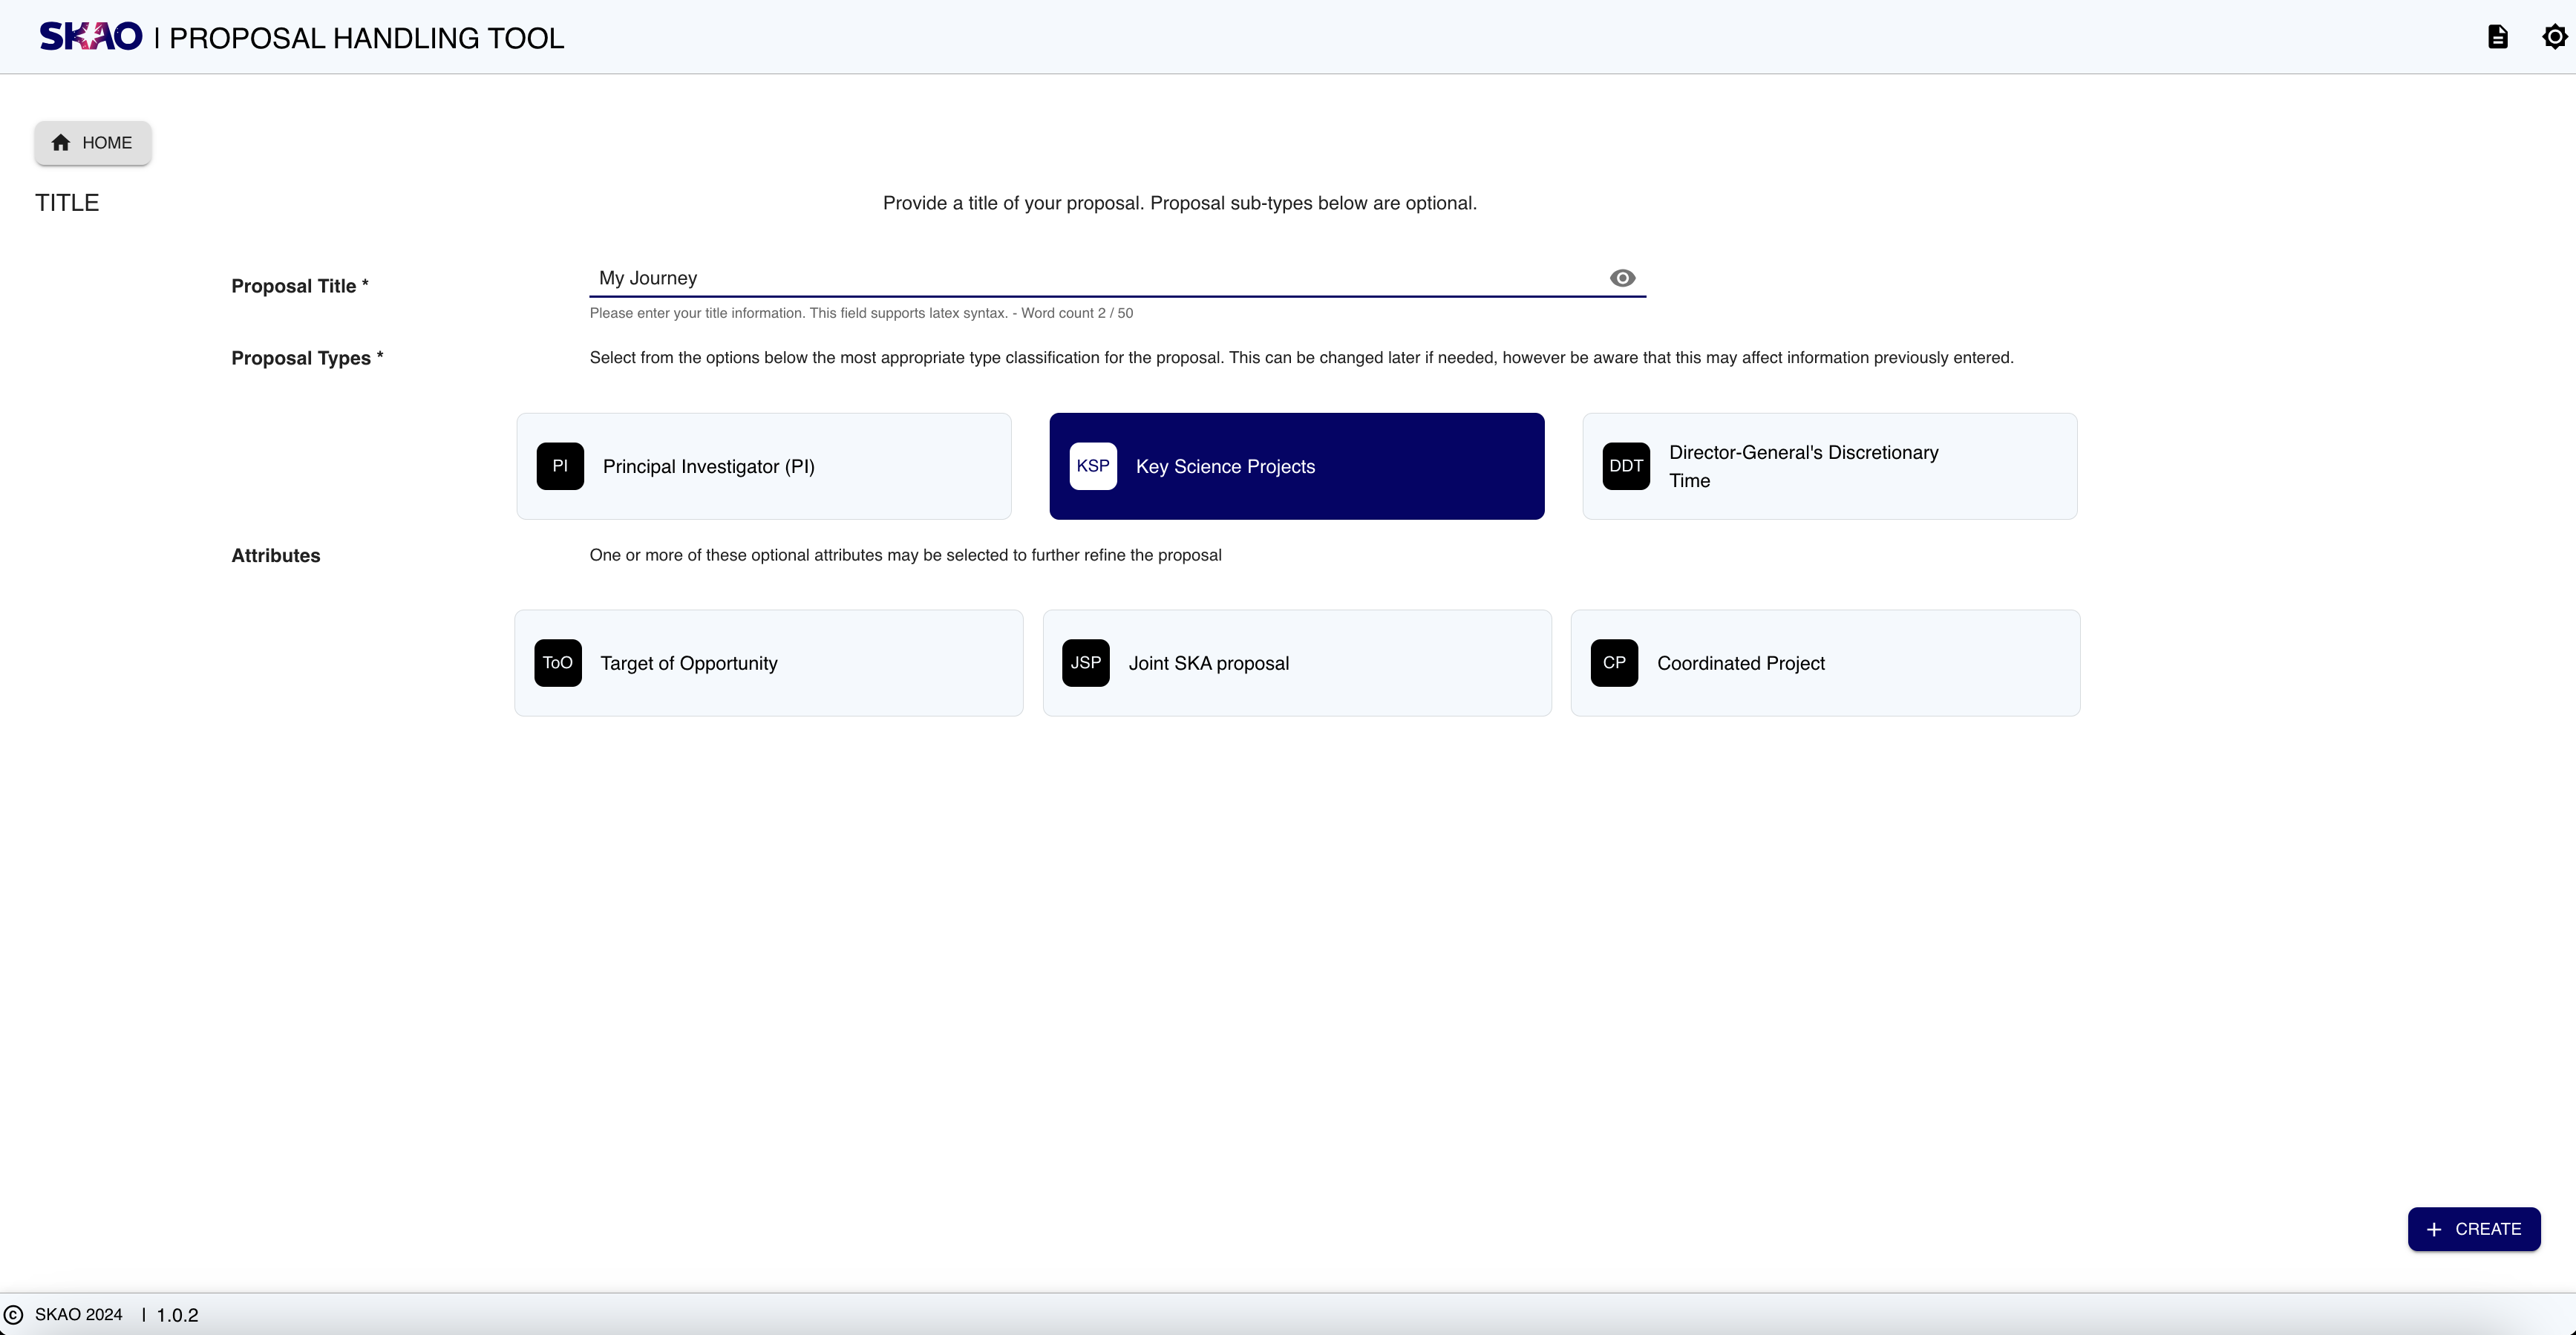 SKAO | PROPOSAL HANDLING TOOL
HOME
TITLE
Provide a title of your proposal. Proposal sub-types below are optional.
Proposal Title *
My Journey
Please enter your title information. This field supports latex syntax. - Word count 2 / 50
Proposal Types *
Select from the options below the most appropriate type classification for the proposal. This can be changed later if needed, however be aware that this may affect information previously entered.
PI Principal Investigator (PI)
KSP Key Science Projects
DDT Director-General's Discretionary
Time
Attributes
One or more of these optional attributes may be selected to further refine the proposal
ToO Target of Opportunity
JSP Joint SKA proposal
CP Coordinated Project
+ CREATE
© SKAO 2024 | 1.0.2